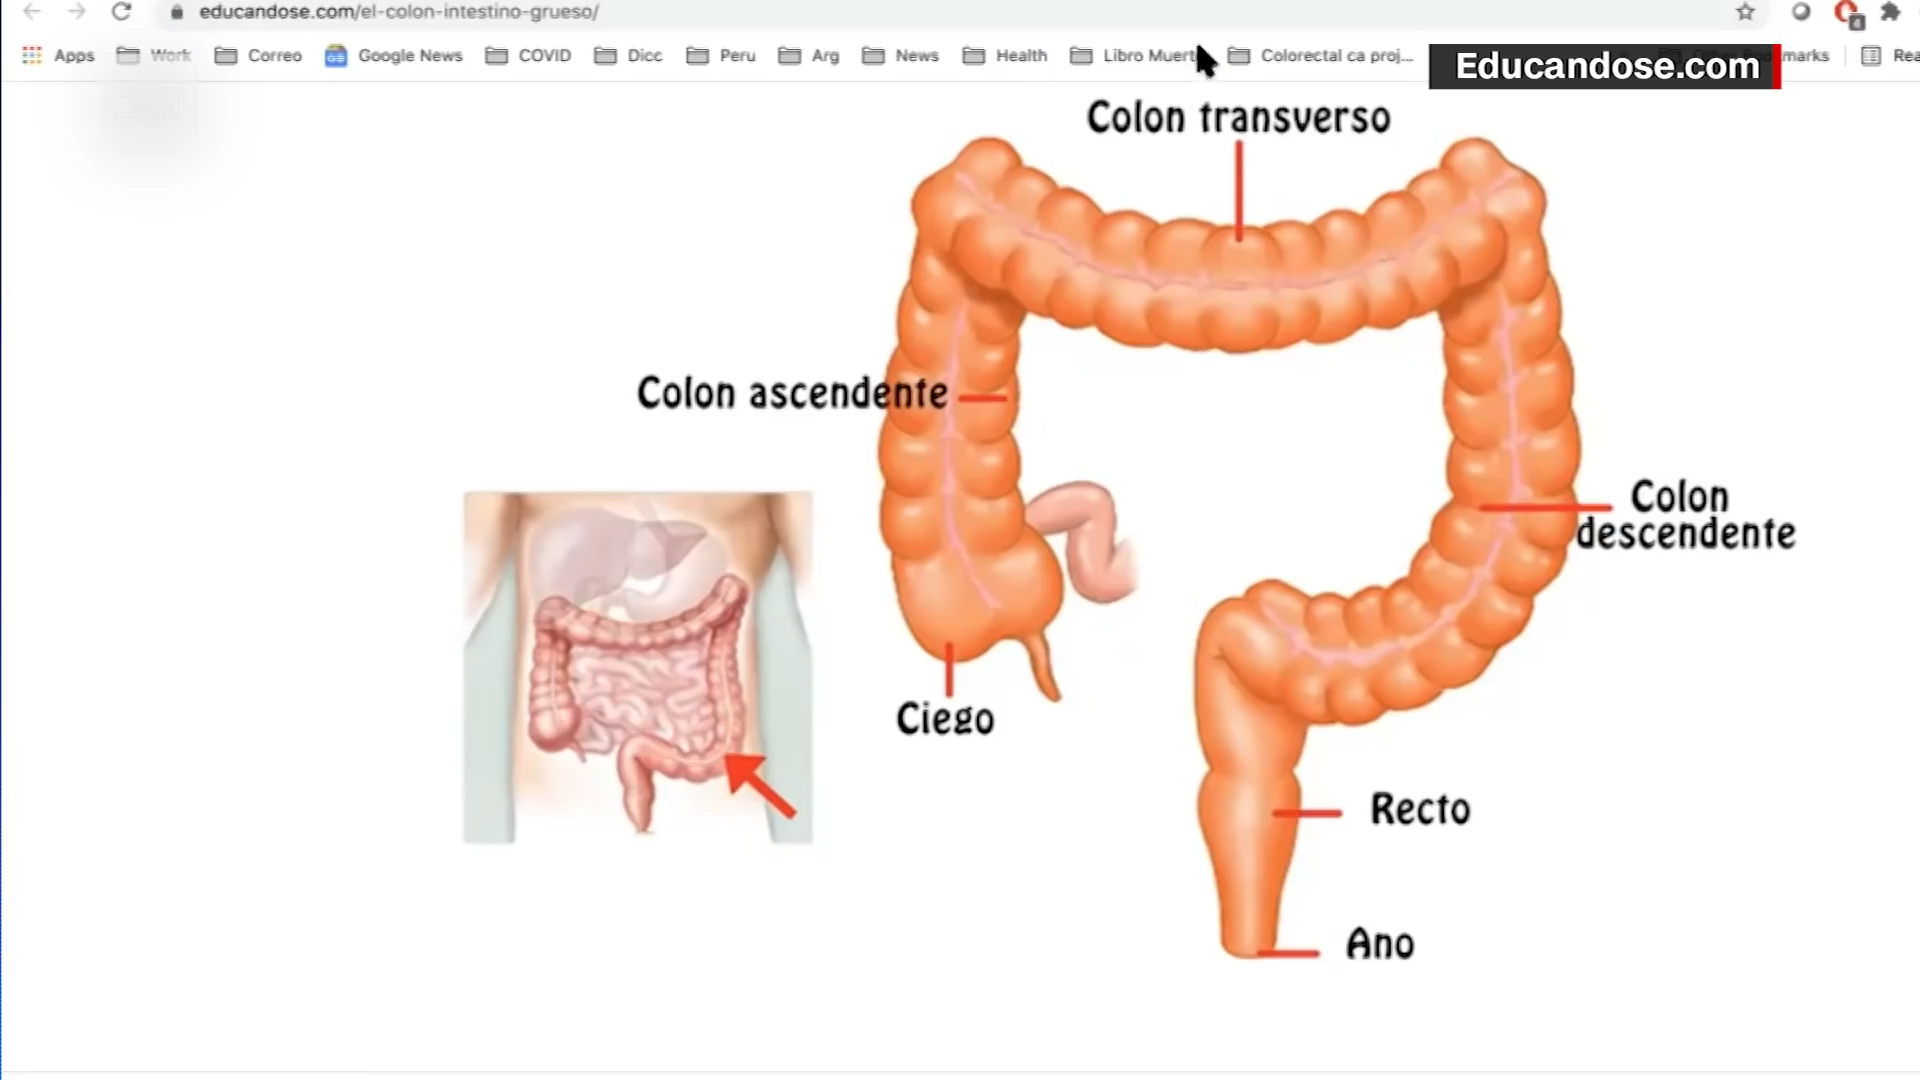 educandose.com/el-colon-intestino-grueso/
Apps Work Correo Google News COVID Dicc Peru Arg News Health Libro Colorectal ca proj...
Educandose.com
Colon transverso
Colon ascendente
Colon
descendente
Ciego
Recto
Ano